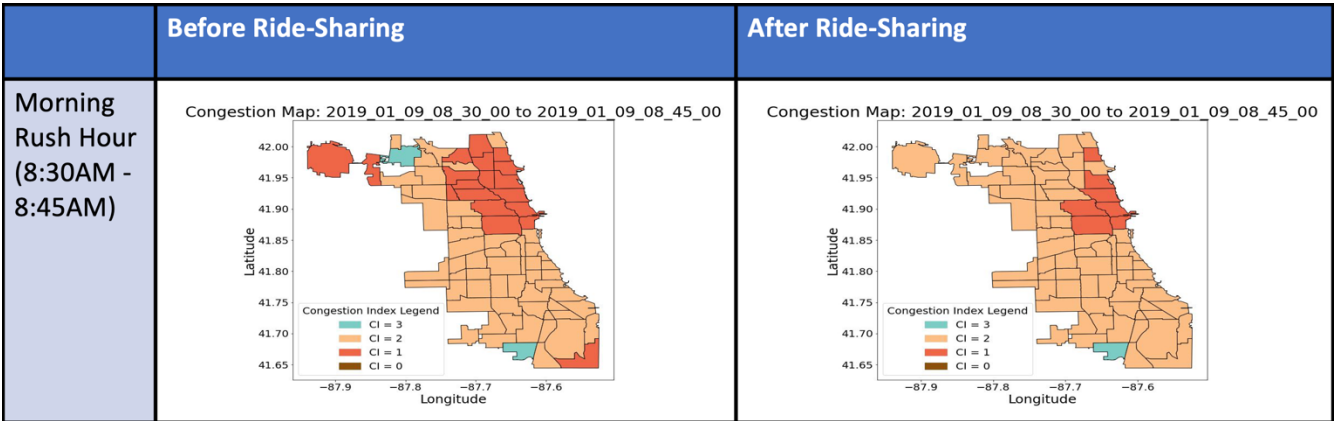 Before Ride-Sharing
After Ride-Sharing
Morning
Rush Hour
(8:30AM -
8:45AM)
Congestion Map: 2019_01_09_08_30_00 to 2019_01_09_08_45_00
42.00
41.95
41.90
41.85
41.80
41.75
41.70
41.65
Latitude
Congestion Index Legend
CI = 3
CI = 2
CI = 1
CI = 0
−87.9
−87.8
−87.7
−87.6
Longitude
Congestion Map: 2019_01_09_08_30_00 to 2019_01_09_08_45_00
42.00
41.95
41.90
41.85
41.80
41.75
41.70
41.65
Latitude
Congestion Index Legend
CI = 3
CI = 2
CI = 1
CI = 0
−87.9
−87.8
−87.7
−87.6
Longitude